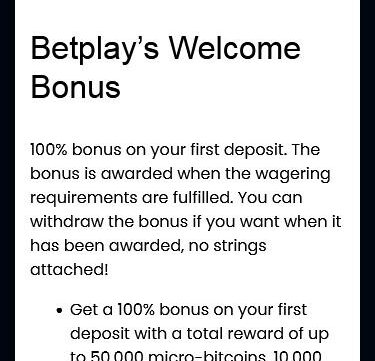 Betplay’s Welcome
Bonus
100% bonus on your first deposit. The
bonus is awarded when the wagering
requirements are fulfilled. You can
withdraw the bonus if you want when it
has been awarded, no strings
attached!
• Get a 100% bonus on your first
deposit with a total reward of up
to 50,000 micro-bitcoins. 10,000